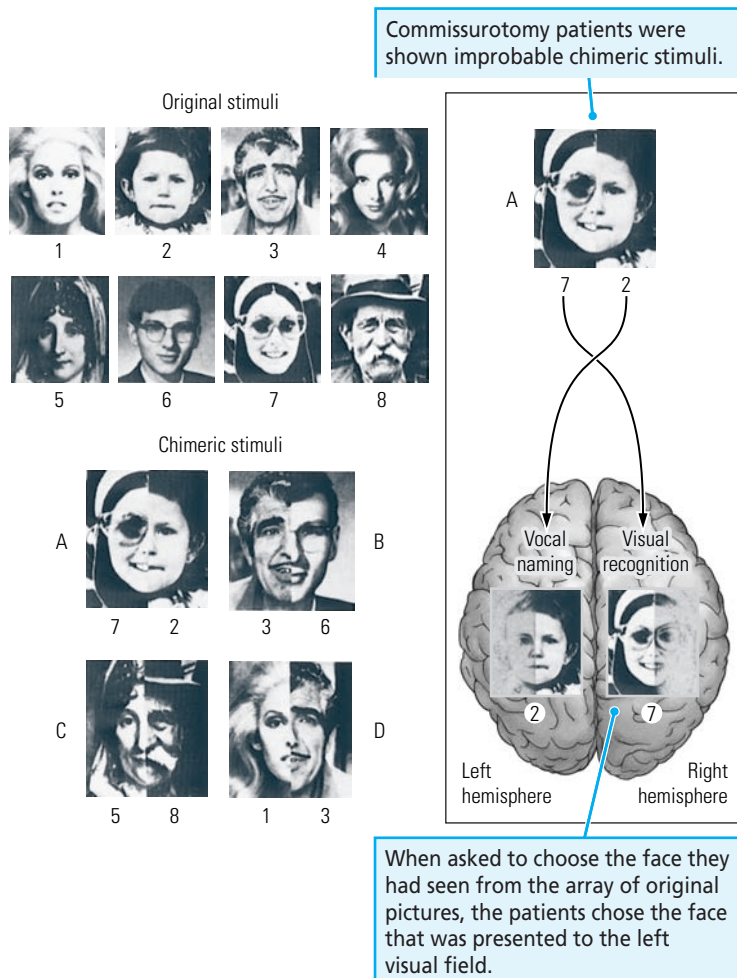 Commissurotomy patients were
shown improbable chimeric stimuli.
Original stimuli
1 2 3 4
5 6 7 8
Chimeric stimuli
A B
7 2 3 6
C D
5 8 1 3
A
7 2
Vocal
naming
Visual
recognition
2 7
Left
hemisphere
Right
hemisphere
When asked to choose the face they
had seen from the array of original
pictures, the patients chose the face
that was presented to the left
visual field.